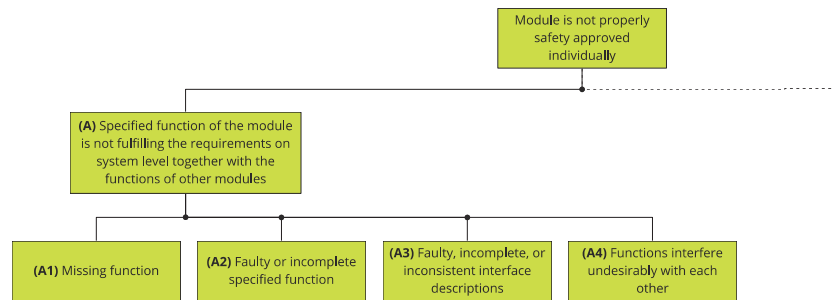 Module is not properly
safety approved
individually
(A) Specified function of the module
is not fulfilling the requirements on
system level together with the
functions of other modules
(A1) Missing function
(A2) Faulty or incomplete
specified function
(A3) Faulty, incomplete, or
inconsistent interface
descriptions
(A4) Functions interfere
undesirably with each
other